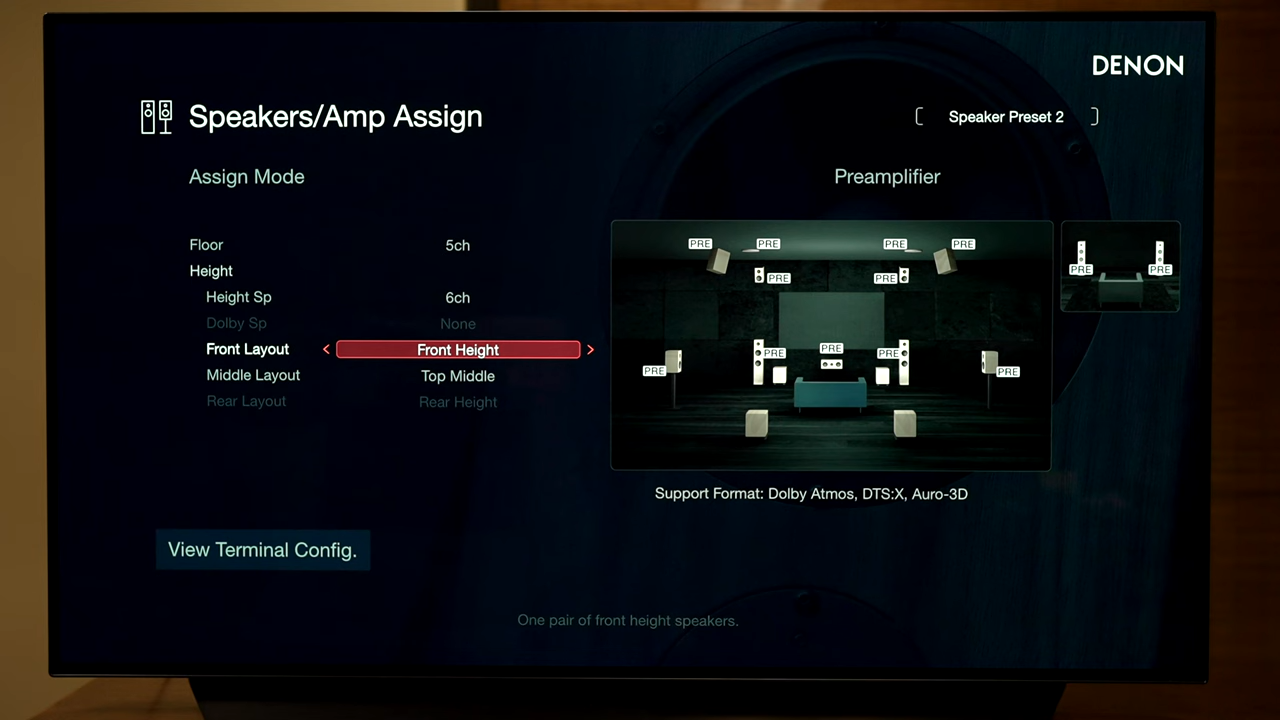 DENON
Speakers/Amp Assign
Speaker Preset 2
Assign Mode
Preamplifier
Floor 5ch
Height
Height Sp 6ch
Dolby Sp None
Front Layout < Front Height >
Middle Layout Top Middle
Rear Layout Rear Height
PRE PRE PRE PRE
PRE PRE
PRE PRE PRE
PRE PRE
PRE PRE
Support Format: Dolby Atmos, DTS:X, Auro-3D
View Terminal Config.
One pair of front height speakers.